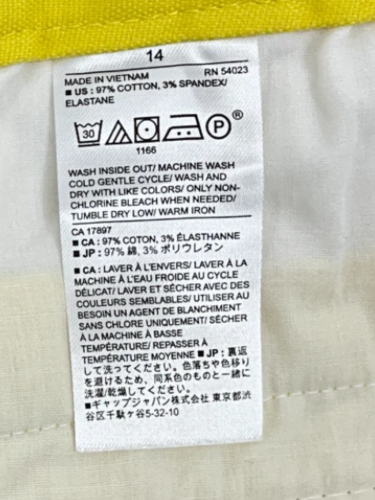 14
MADE IN VIETNAM RN 54023
■ US : 97% COTTON, 3% SPANDEX/
ELASTANE
30 P ®
1166
WASH INSIDE OUT/ MACHINE WASH
COLD GENTLE CYCLE/ WASH AND
DRY WITH LIKE COLORS/ ONLY NON-
CHLORINE BLEACH WHEN NEEDED/
TUMBLE DRY LOW/ WARM IRON
CA 17897
■ CA : 97% COTON, 3% ÉLASTHANNE
■ JP : 97% 綿, 3% ポリウレタン
■ CA : LAVER À L'ENVERS/ LAVER À LA
MACHINE À L'EAU FROIDE AU CYCLE
DÉLICAT/ LAVER ET SÉCHER AVEC DES
COULEURS SEMBLABLES/ UTILISER AU
BESOIN UN AGENT DE BLANCHIMENT
SANS CHLORE UNIQUEMENT/ SÉCHER
À LA MACHINE À BASSE
TEMPÉRATURE/ REPASSER À
TEMPÉRATURE MOYENNE ■ JP : 裏返
して洗ってください。色落ちや色移り
を避けるため、同系色のものと一緒に
洗濯/乾燥してください。
■ギャップジャパン株式会社 東京都渋
谷区千駄ヶ谷5-32-10